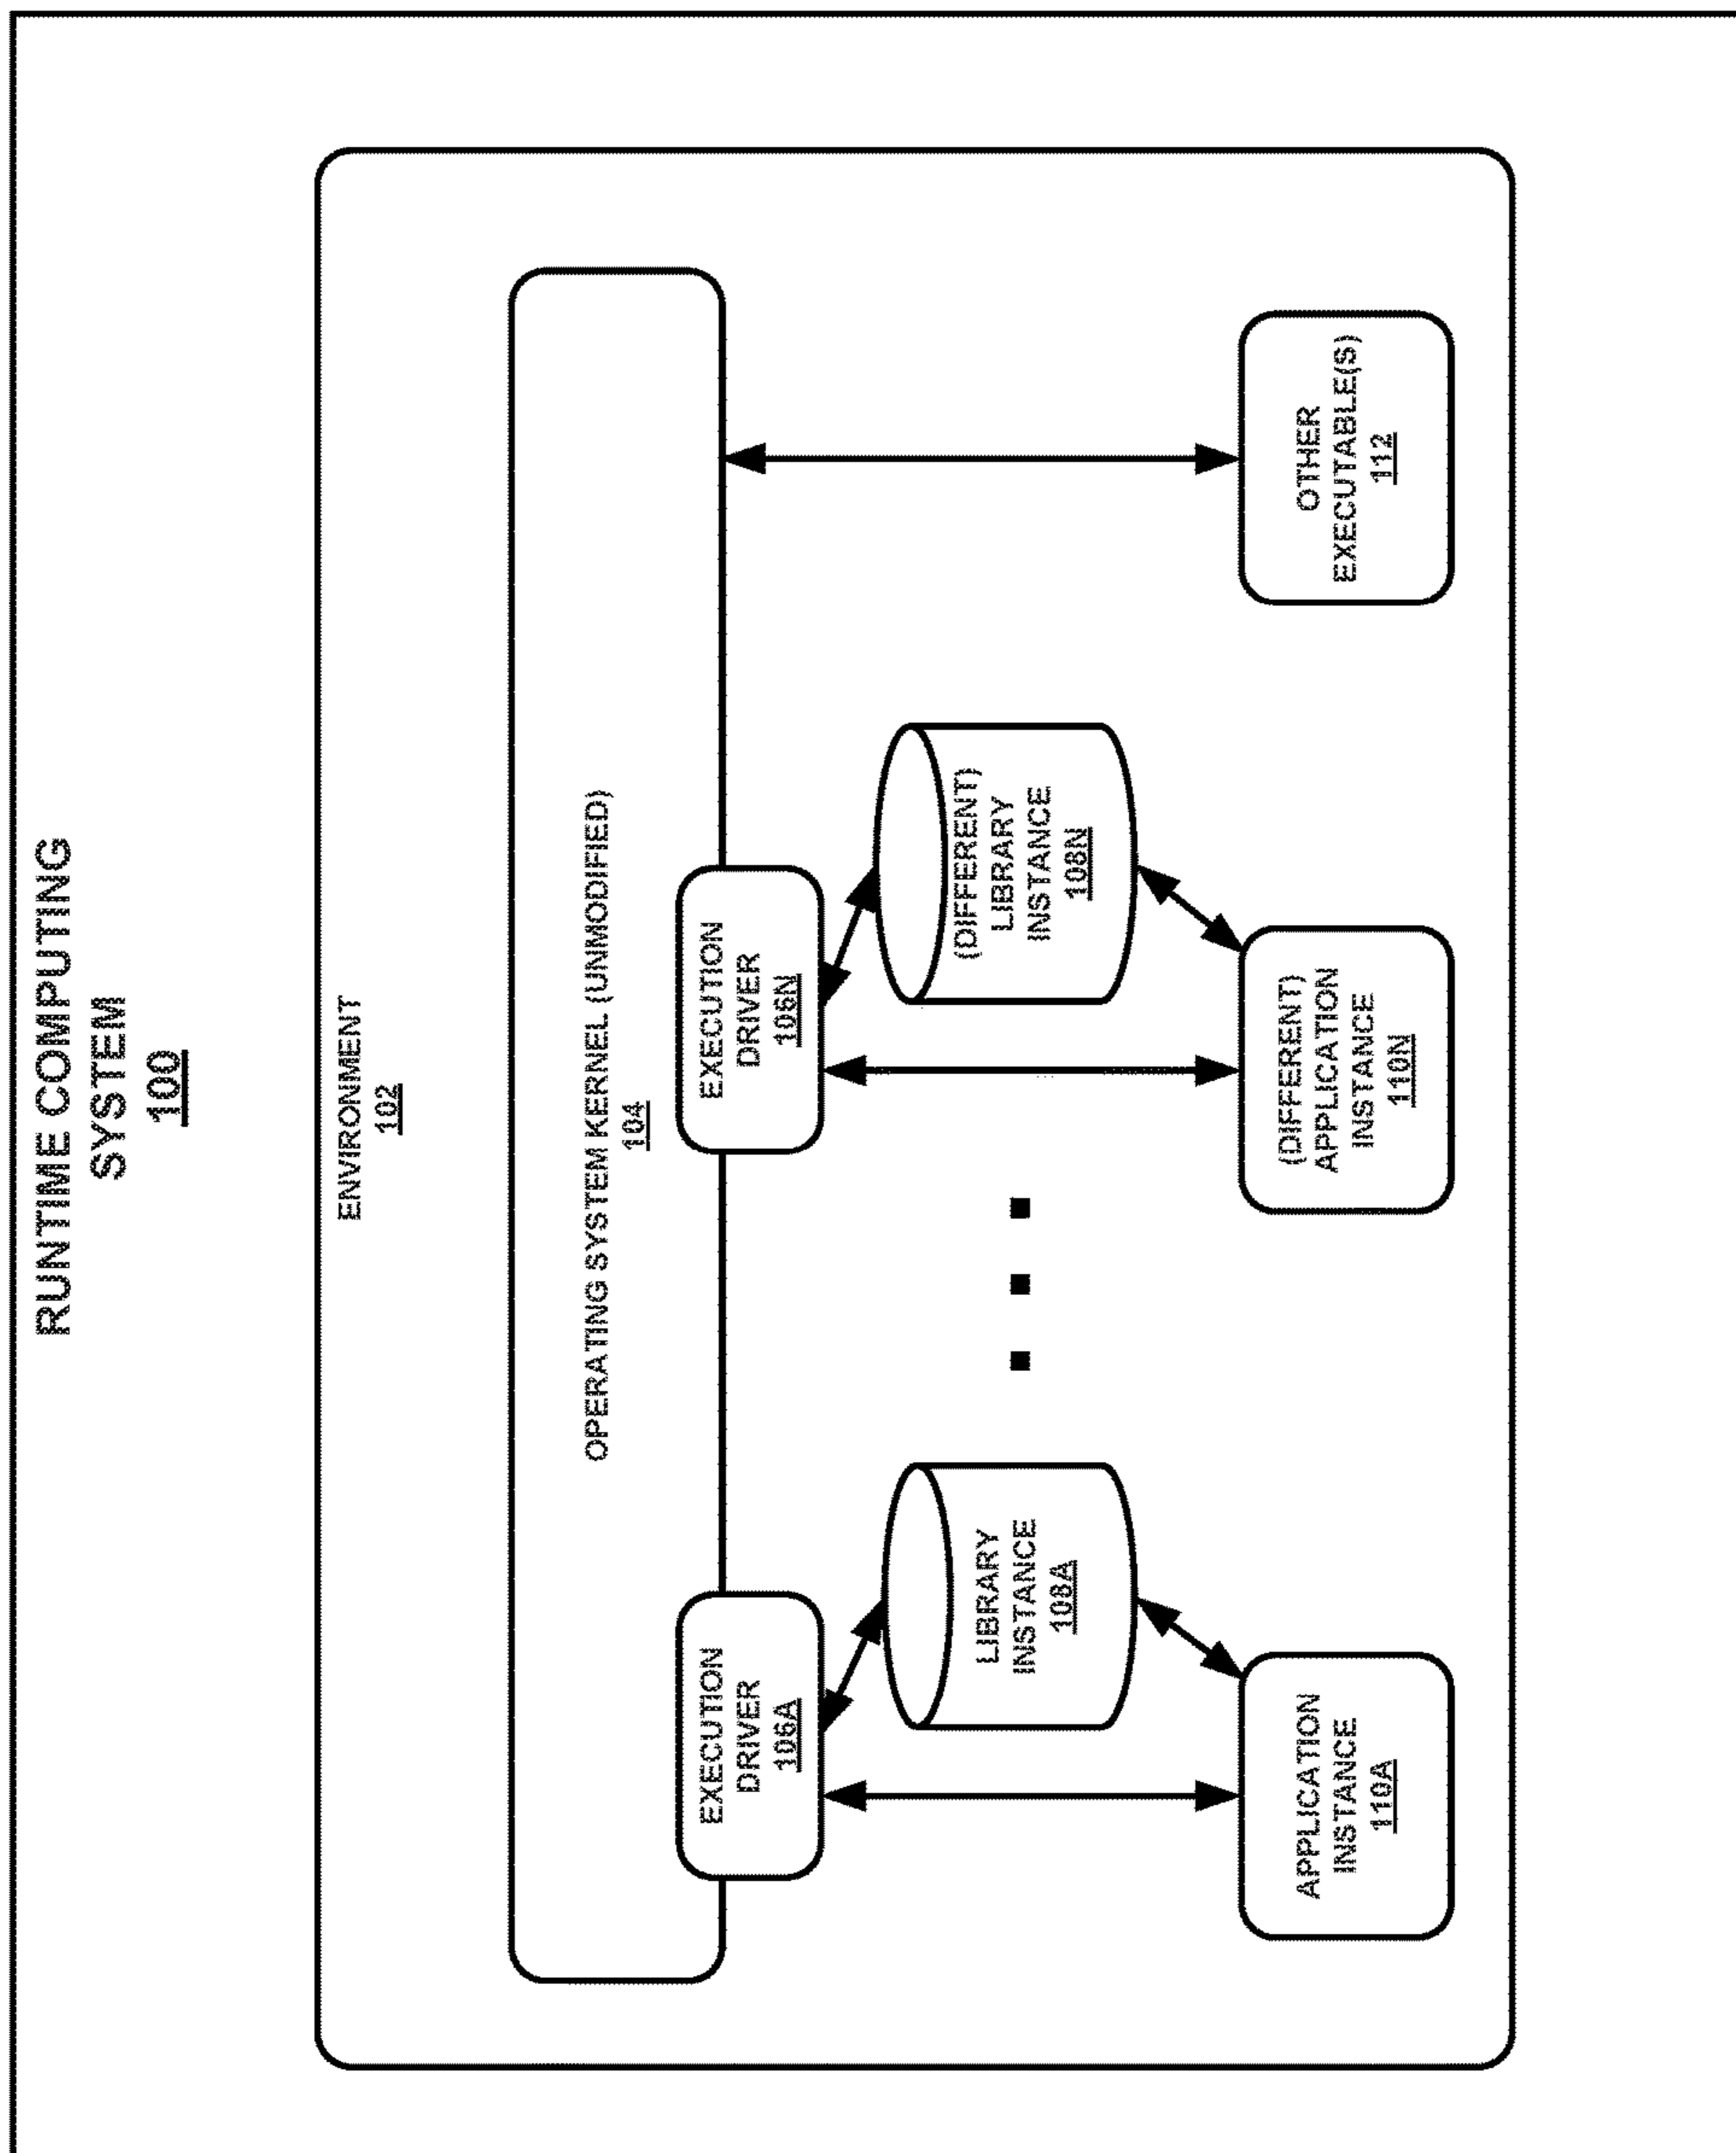 RUNTIME COMPUTING
SYSTEM
100
ENVIRONMENT
102
OPERATING SYSTEM KERNEL (UNMODIFIED)
104
EXECUTION
DRIVER
106A
EXECUTION
DRIVER
106N
LIBRARY
INSTANCE
108A
(DIFFERENT)
LIBRARY
INSTANCE
108N
APPLICATION
INSTANCE
110A
(DIFFERENT)
APPLICATION
INSTANCE
110N
OTHER
EXECUTABLE(S)
112